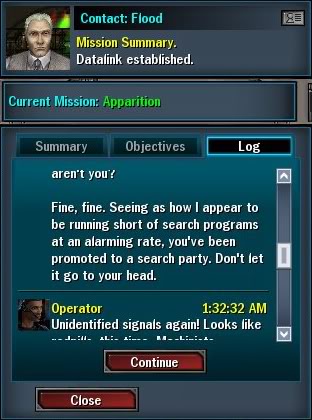 Contact: Flood
Mission Summary.
Datalink established.
Current Mission: Apparition
Summary
Objectives
Log
aren't you?
Fine, fine. Seeing as how I appear to
be running short of search programs
at an alarming rate, you've been
promoted to a search party. Don't let
it go to your head.
Operator
1:32:32 AM
Unidentified signals again! Looks like
this time.
Continue
Close